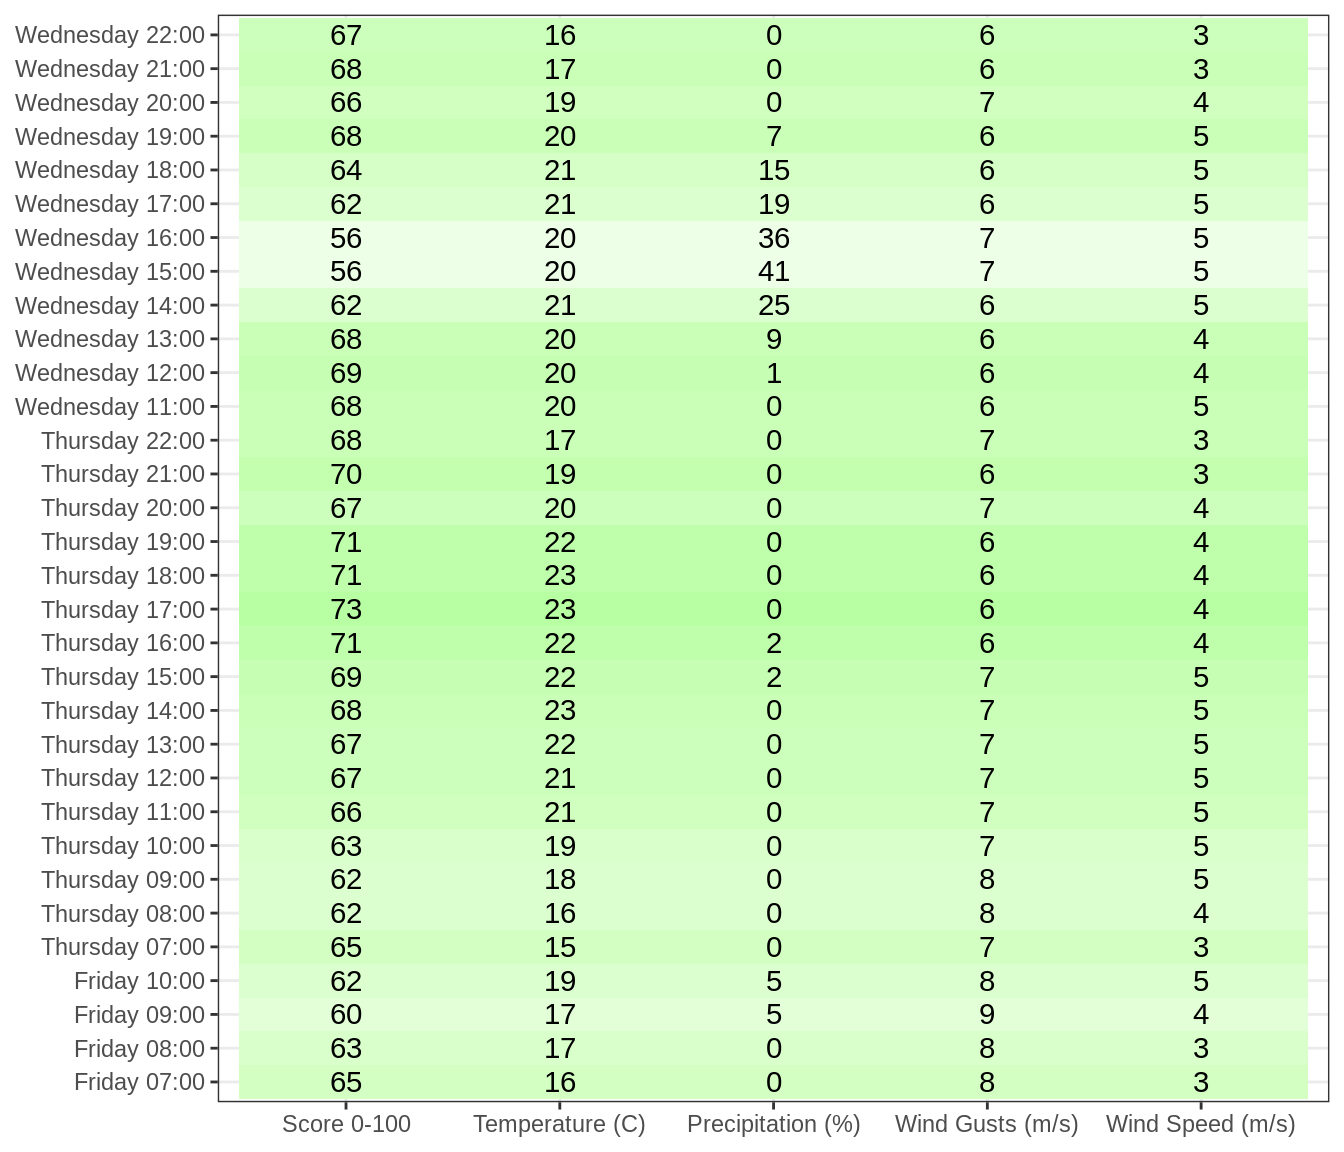 Wednesday 22:00 67 16 0 6 3
Wednesday 21:00 68 17 0 6 3
Wednesday 20:00 66 19 0 7 4
Wednesday 19:00 68 20 7 6 5
Wednesday 18:00 64 21 15 6 5
Wednesday 17:00 62 21 19 6 5
Wednesday 16:00 56 20 36 7 5
Wednesday 15:00 56 20 41 7 5
Wednesday 14:00 62 21 25 6 5
Wednesday 13:00 68 20 9 6 4
Wednesday 12:00 69 20 1 6 4
Wednesday 11:00 68 20 0 6 5
Thursday 22:00 68 17 0 7 3
Thursday 21:00 70 19 0 6 3
Thursday 20:00 67 20 0 7 4
Thursday 19:00 71 22 0 6 4
Thursday 18:00 71 23 0 6 4
Thursday 17:00 73 23 0 6 4
Thursday 16:00 71 22 2 6 4
Thursday 15:00 69 22 2 7 5
Thursday 14:00 68 23 0 7 5
Thursday 13:00 67 22 0 7 5
Thursday 12:00 67 21 0 7 5
Thursday 11:00 66 21 0 7 5
Thursday 10:00 63 19 0 7 5
Thursday 09:00 62 18 0 8 5
Thursday 08:00 62 16 0 8 4
Thursday 07:00 65 15 0 7 3
Friday 10:00 62 19 5 8 5
Friday 09:00 60 17 5 9 4
Friday 08:00 63 17 0 8 3
Friday 07:00 65 16 0 8 3
Score 0-100 Temperature (C) Precipitation (%) Wind Gusts (m/s) Wind Speed (m/s)